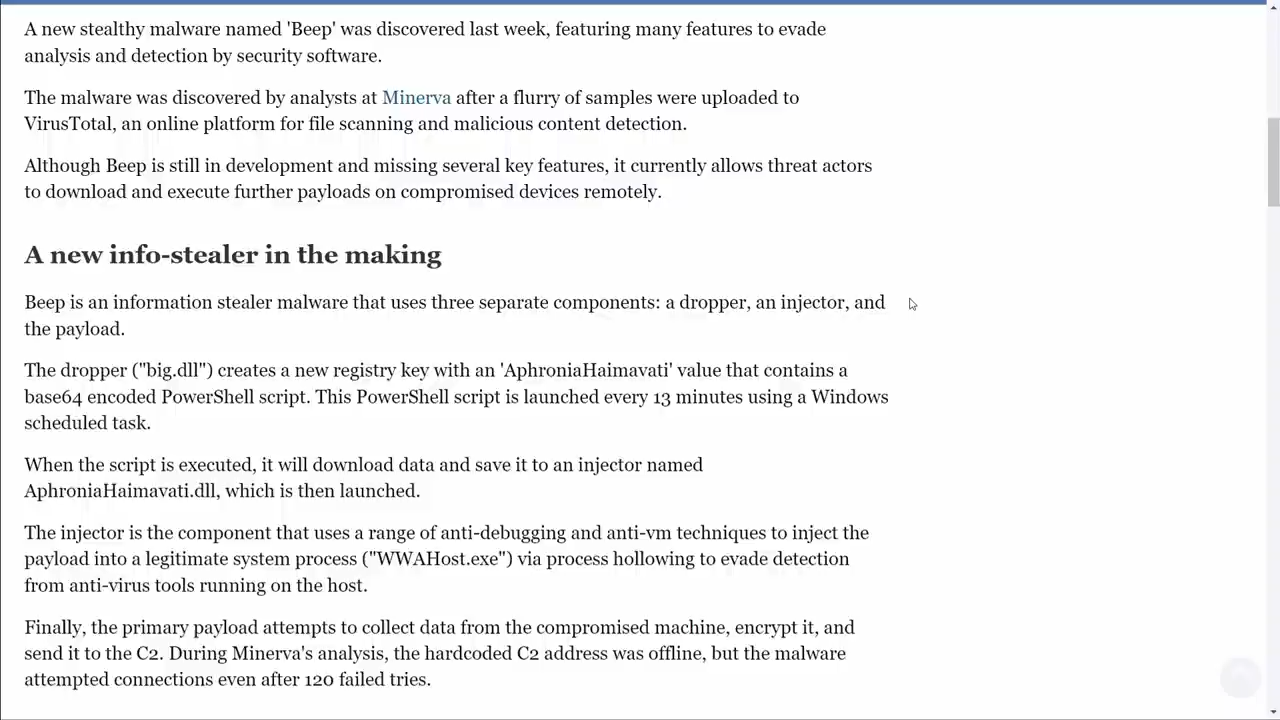 A new stealthy malware named 'Beep' was discovered last week, featuring many features to evade
analysis and detection by security software.
The malware was discovered by analysts at Minerva after a flurry of samples were uploaded to
VirusTotal, an online platform for file scanning and malicious content detection.
Although Beep is still in development and missing several key features, it currently allows threat actors
to download and execute further payloads on compromised devices remotely.
A new info-stealer in the making
Beep is an information stealer malware that uses three separate components: a dropper, an injector, and
the payload.
The dropper ("big.dll") creates a new registry key with an 'AphroniaHaimavati' value that contains a
base64 encoded PowerShell script. This PowerShell script is launched every 13 minutes using a Windows
scheduled task.
When the script is executed, it will download data and save it to an injector named
AphroniaHaimavati.dll, which is then launched.
The injector is the component that uses a range of anti-debugging and anti-vm techniques to inject the
payload into a legitimate system process ("WWAHost.exe") via process hollowing to evade detection
from anti-virus tools running on the host.
Finally, the primary payload attempts to collect data from the compromised machine, encrypt it, and
send it to the C2. During Minerva's analysis, the hardcoded C2 address was offline, but the malware
attempted connections even after 120 failed tries.